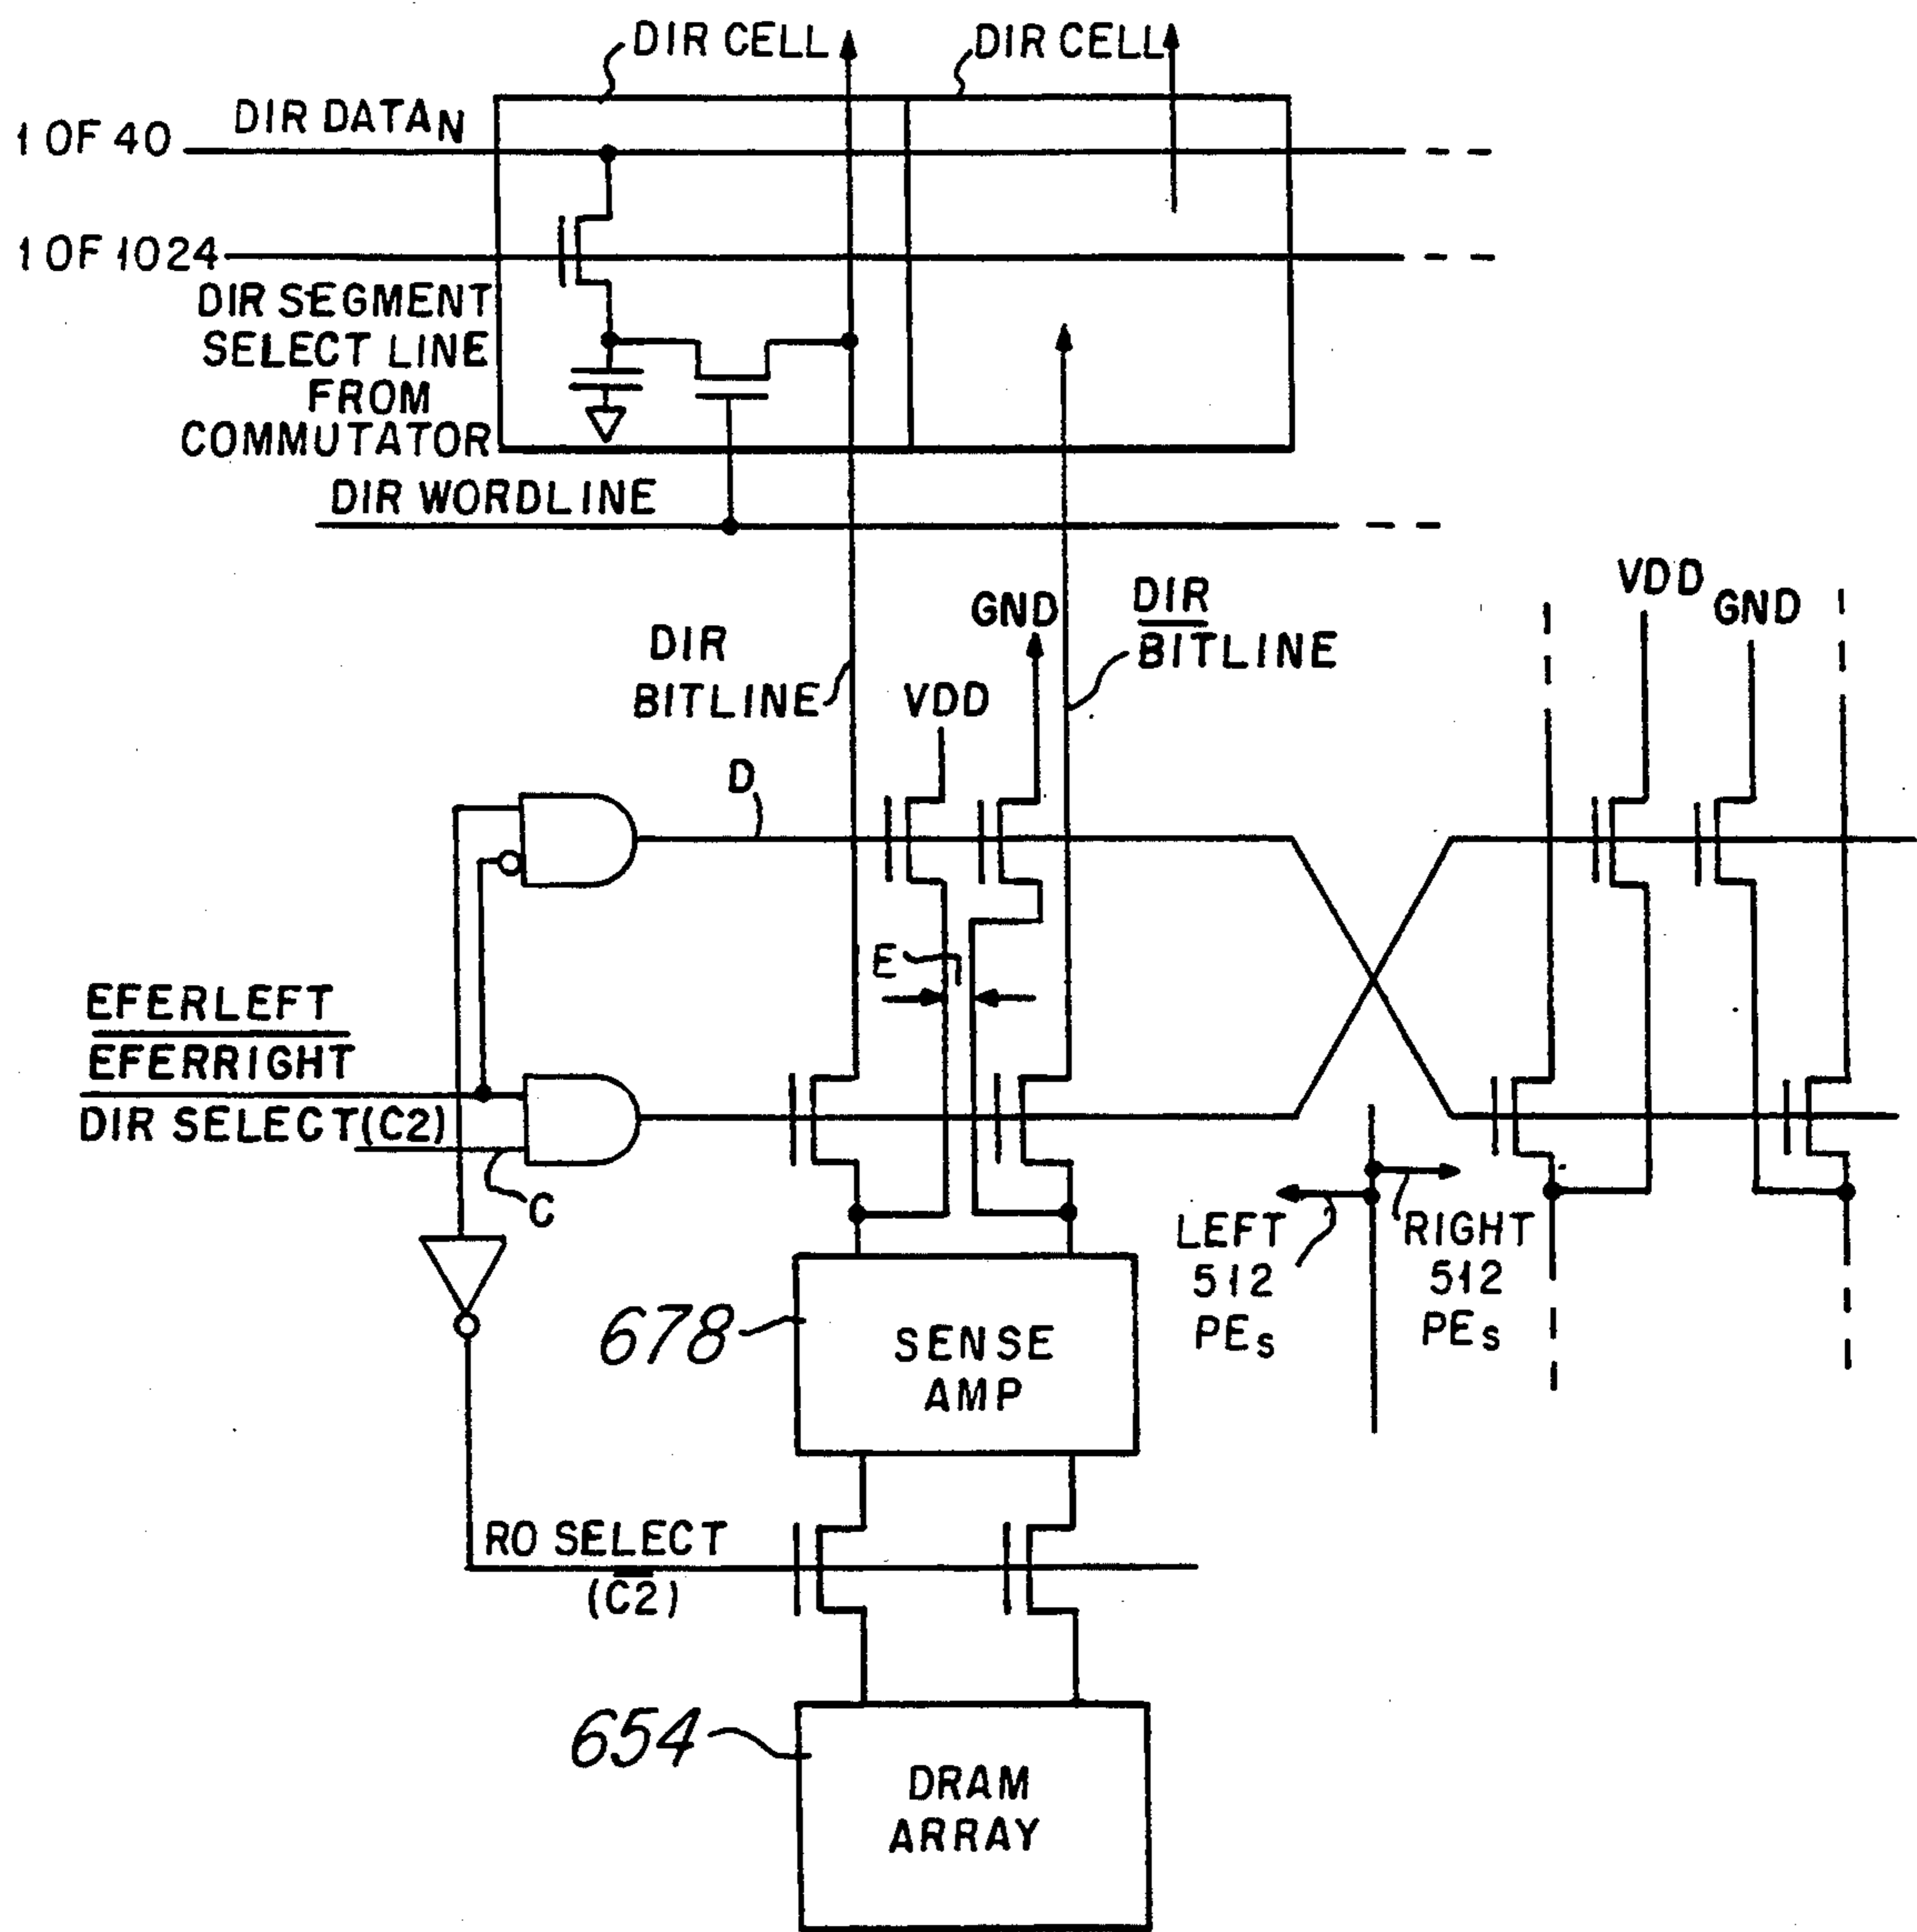 DIR CELL
DIR CELL
1 OF 40
DIR DATA N
1 OF 1024
DIR SEGMENT
SELECT LINE
FROM
COMMUTATOR
DIR WORDLINE
DIR
BITLINE
VDD
GND
DIR
BITLINE
VDD
GND
D
E
EFERLEFT
EFERRIGHT
DIR SELECT(C2)
C
LEFT
512
PEs
RIGHT
512
PEs
678
SENSE
AMP
RO SELECT
(C2)
654
DRAM
ARRAY